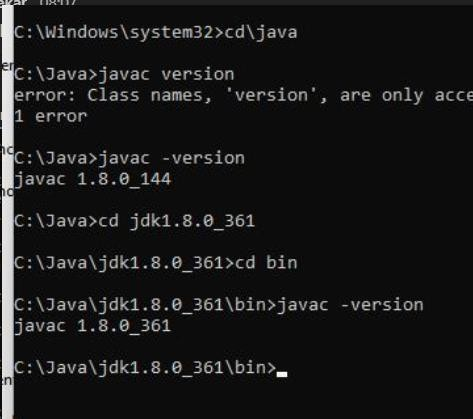 C:\Windows\system32>cd\java
C:\Java>javac version
error: Class names, 'version', are only acce
1 error
C:\Java>javac -version
javac 1.8.0_144
C:\Java>cd jdk1.8.0_361
C:\Java\jdk1.8.0_361>cd bin
C:\Java\jdk1.8.0_361\bin>javac -version
javac 1.8.0_361
C:\Java\jdk1.8.0_361\bin>